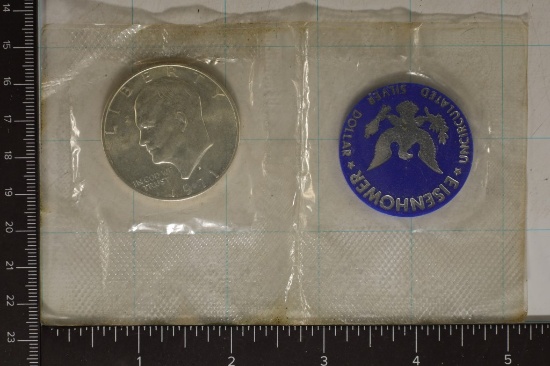 LIBERTY
IN GOD WE
TRUST
1971
EISENHOWER
UNCIRCULATED SILVER DOLLAR
14
15
16
17
18
19
20
21
22
23
1 2 3 4 5